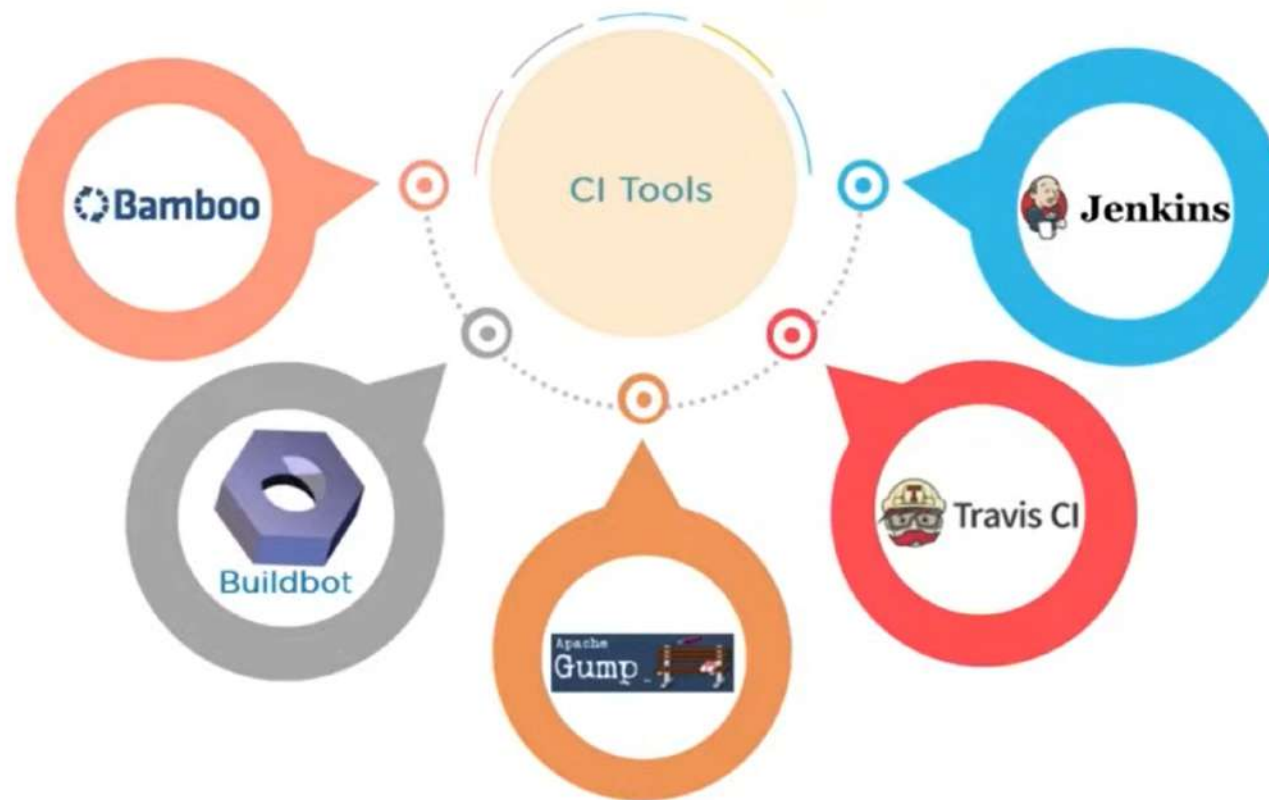 CI Tools
Bamboo
Jenkins
Buildbot
Travis CI
T
Apache
Gump